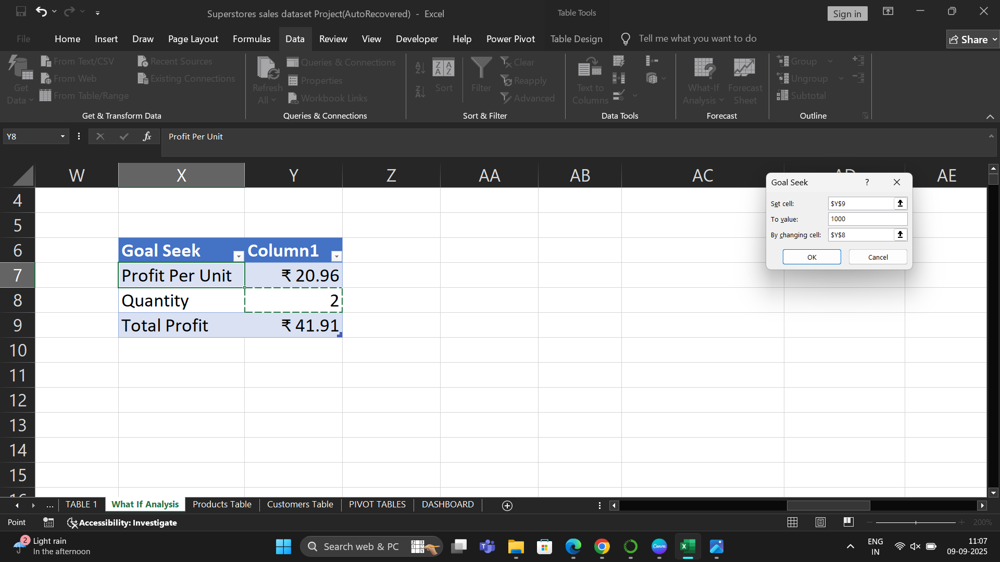 Superstores sales dataset Project(AutoRecovered) - Excel
Table Tools
Sign in
File
Home
Insert
Draw
Page Layout
Formulas
Data
Review
View
Developer
Help
Power Pivot
Table Design
Tell me what you want to do
Share
Get Data
From Text/CSV
From Web
From Table/Range
Recent Sources
Existing Connections
Get & Transform Data
Refresh All
Queries & Connections
Properties
Workbook Links
Queries & Connections
Sort
Filter
Clear
Reapply
Advanced
Sort & Filter
Text to Columns
Data Tools
What-If Analysis
Forecast Sheet
Forecast
Group
Ungroup
Subtotal
Outline
Y8
fx
Profit Per Unit
W X Y Z AA AB AC AD AE
4
5
6 Goal Seek Column1
7 Profit Per Unit ₹ 20.96
8 Quantity 2
9 Total Profit ₹ 41.91
10
11
12
13
14
15
16
Goal Seek ?
Set cell: $Y$9
To value: 1000
By changing cell: $Y$8
OK Cancel
... TABLE 1 What If Analysis Products Table Customers Table PIVOT TABLES DASHBOARD
Point
Accessibility: Investigate
200%
2
Light rain
In the afternoon
Search web & PC
Canva
ENG
IN
11:07
09-09-2025